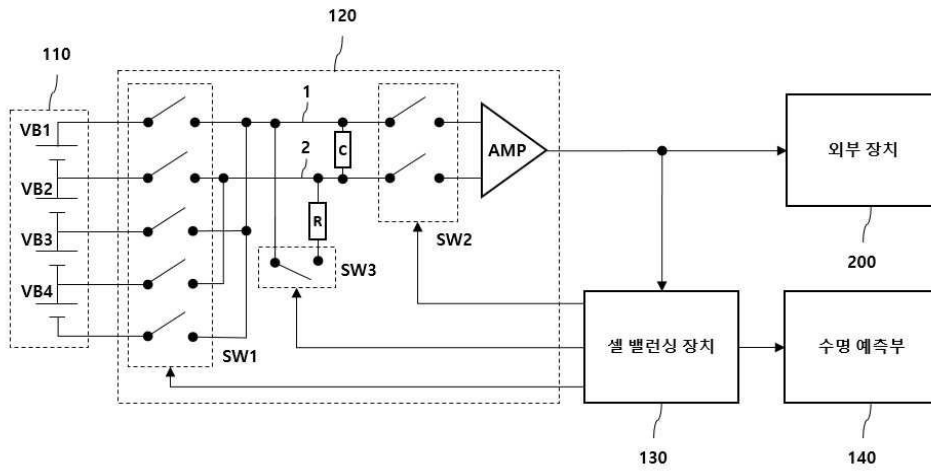 120
110
VB1
1
AMP
외부 장치
C
2
VB2
R
VB3
SW2
SW3
200
VB4
셀 밸런싱 장치
수명 예측부
SW1
130
140